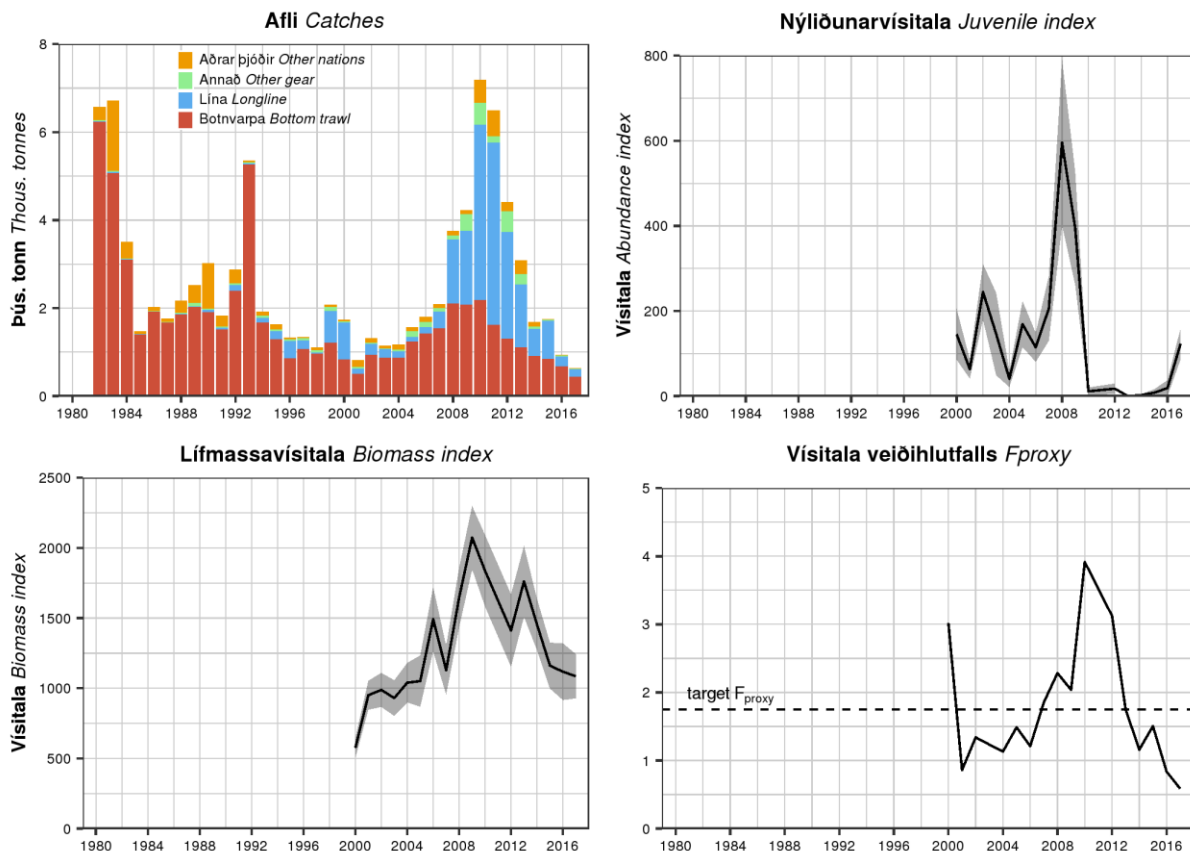 Afli Catches
Þús. tonn Thous. tonnes
8
6
4
2
0
Aðrar þjóðir Other nations
Annað Other gear
Lína Longline
Botnvarpa Bottom trawl
1980 1984 1988 1992 1996 2000 2004 2008 2012 2016
Nýliðunarvísitala Juvenile index
Vísitala Abundance index
800
600
400
200
0
1980 1984 1988 1992 1996 2000 2004 2008 2012 2016
Lífmassavísitala Biomass index
Vísitala Biomass index
2500
2000
1500
1000
500
0
1980 1984 1988 1992 1996 2000 2004 2008 2012 2016
Vísitala veiðihlutfalls Fproxy
5
4
3
2
1
0
target Fproxy
1980 1984 1988 1992 1996 2000 2004 2008 2012 2016